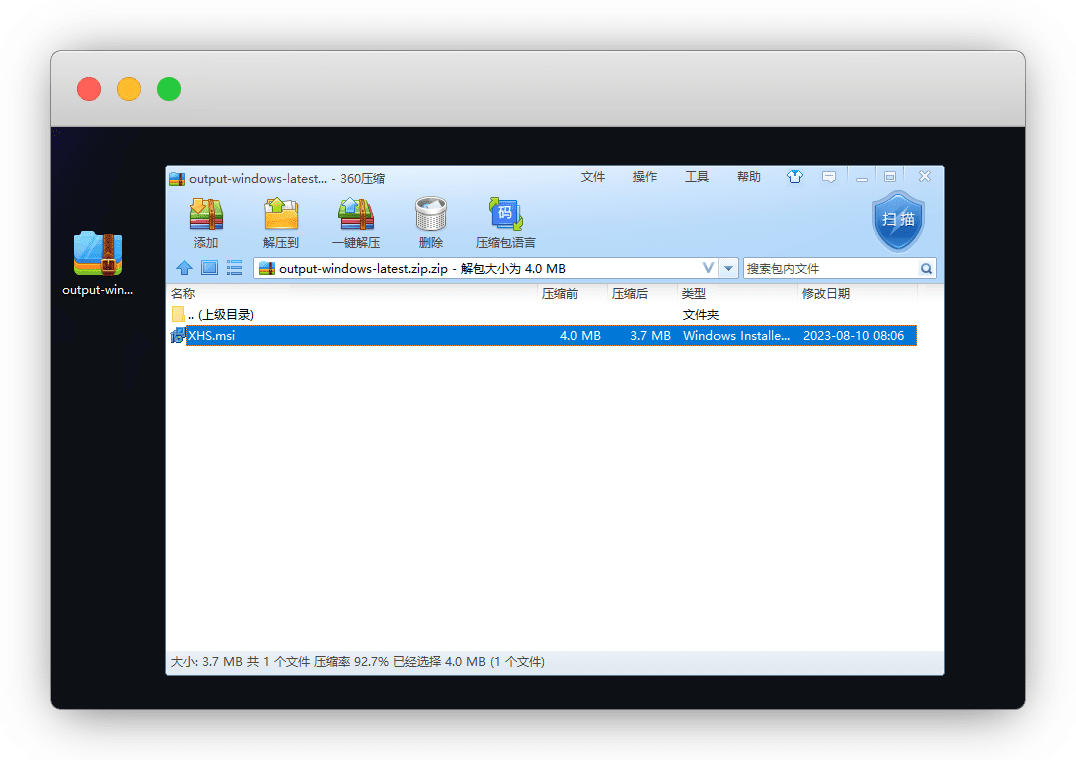 output-windows-latest... - 360压缩
文件 操作 工具 帮助
添加 解压到 一键解压 删除 压缩包语言
码
扫描
output-windows-latest.zip.zip - 解包大小为 4.0 MB
搜索包内文件
名称 压缩前 压缩后 类型 修改日期
.. (上级目录) 文件夹
XHS.msi 4.0 MB 3.7 MB Windows Installe... 2023-08-10 08:06
大小: 3.7 MB 共 1 个文件 压缩率 92.7% 已经选择 4.0 MB (1 个文件)
output-win...